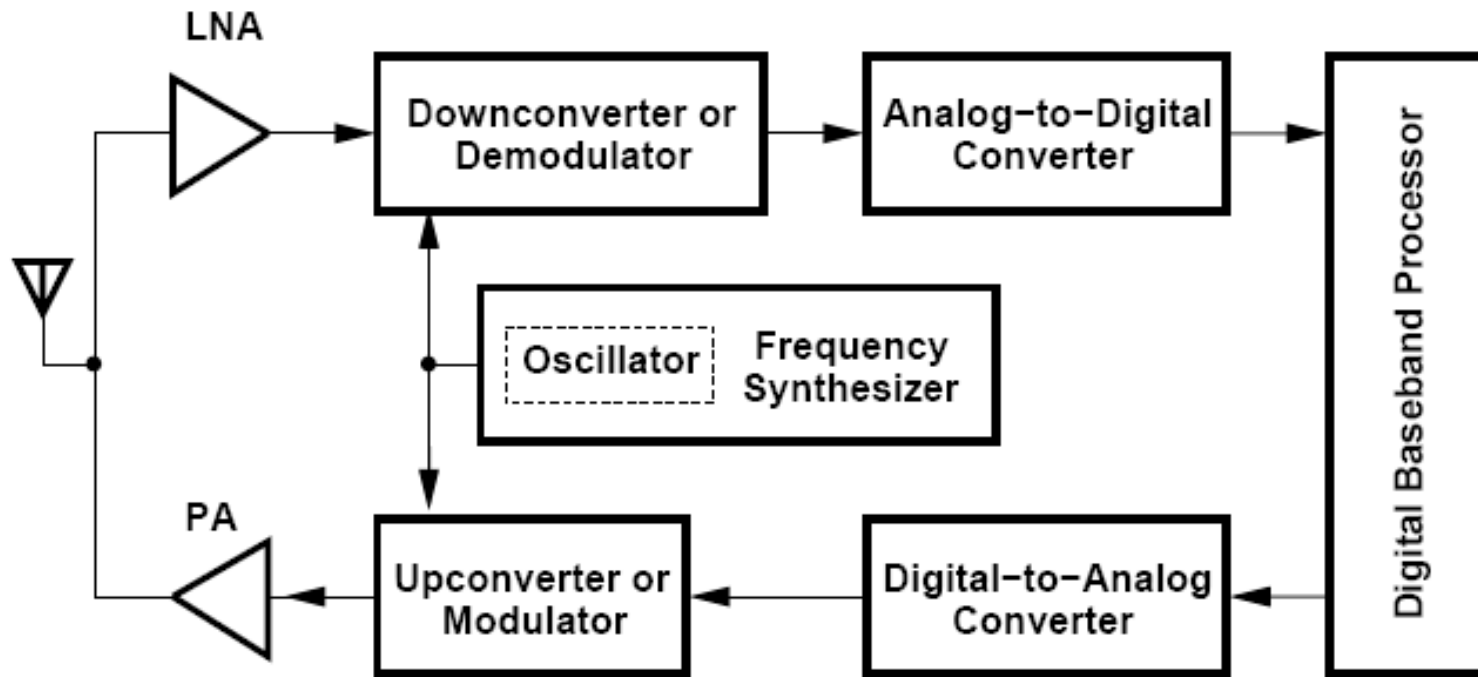 LNA
Downconverter or
Demodulator
Analog−to−Digital
Converter
Digital Baseband Processor
Oscillator
Frequency
Synthesizer
PA
Upconverter or
Modulator
Digital−to−Analog
Converter